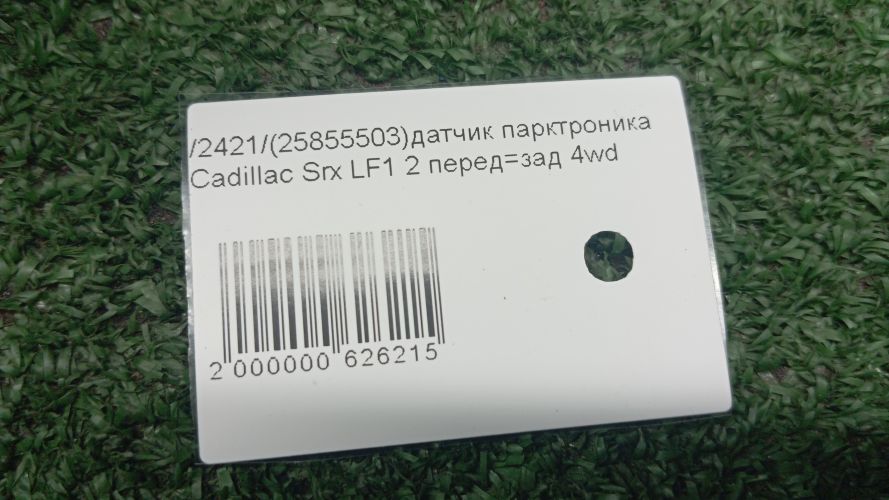 /2421/(25855503)датчик парктроника
Cadillac Srx LF1 2 перед=зад 4wd
2 000000 626215